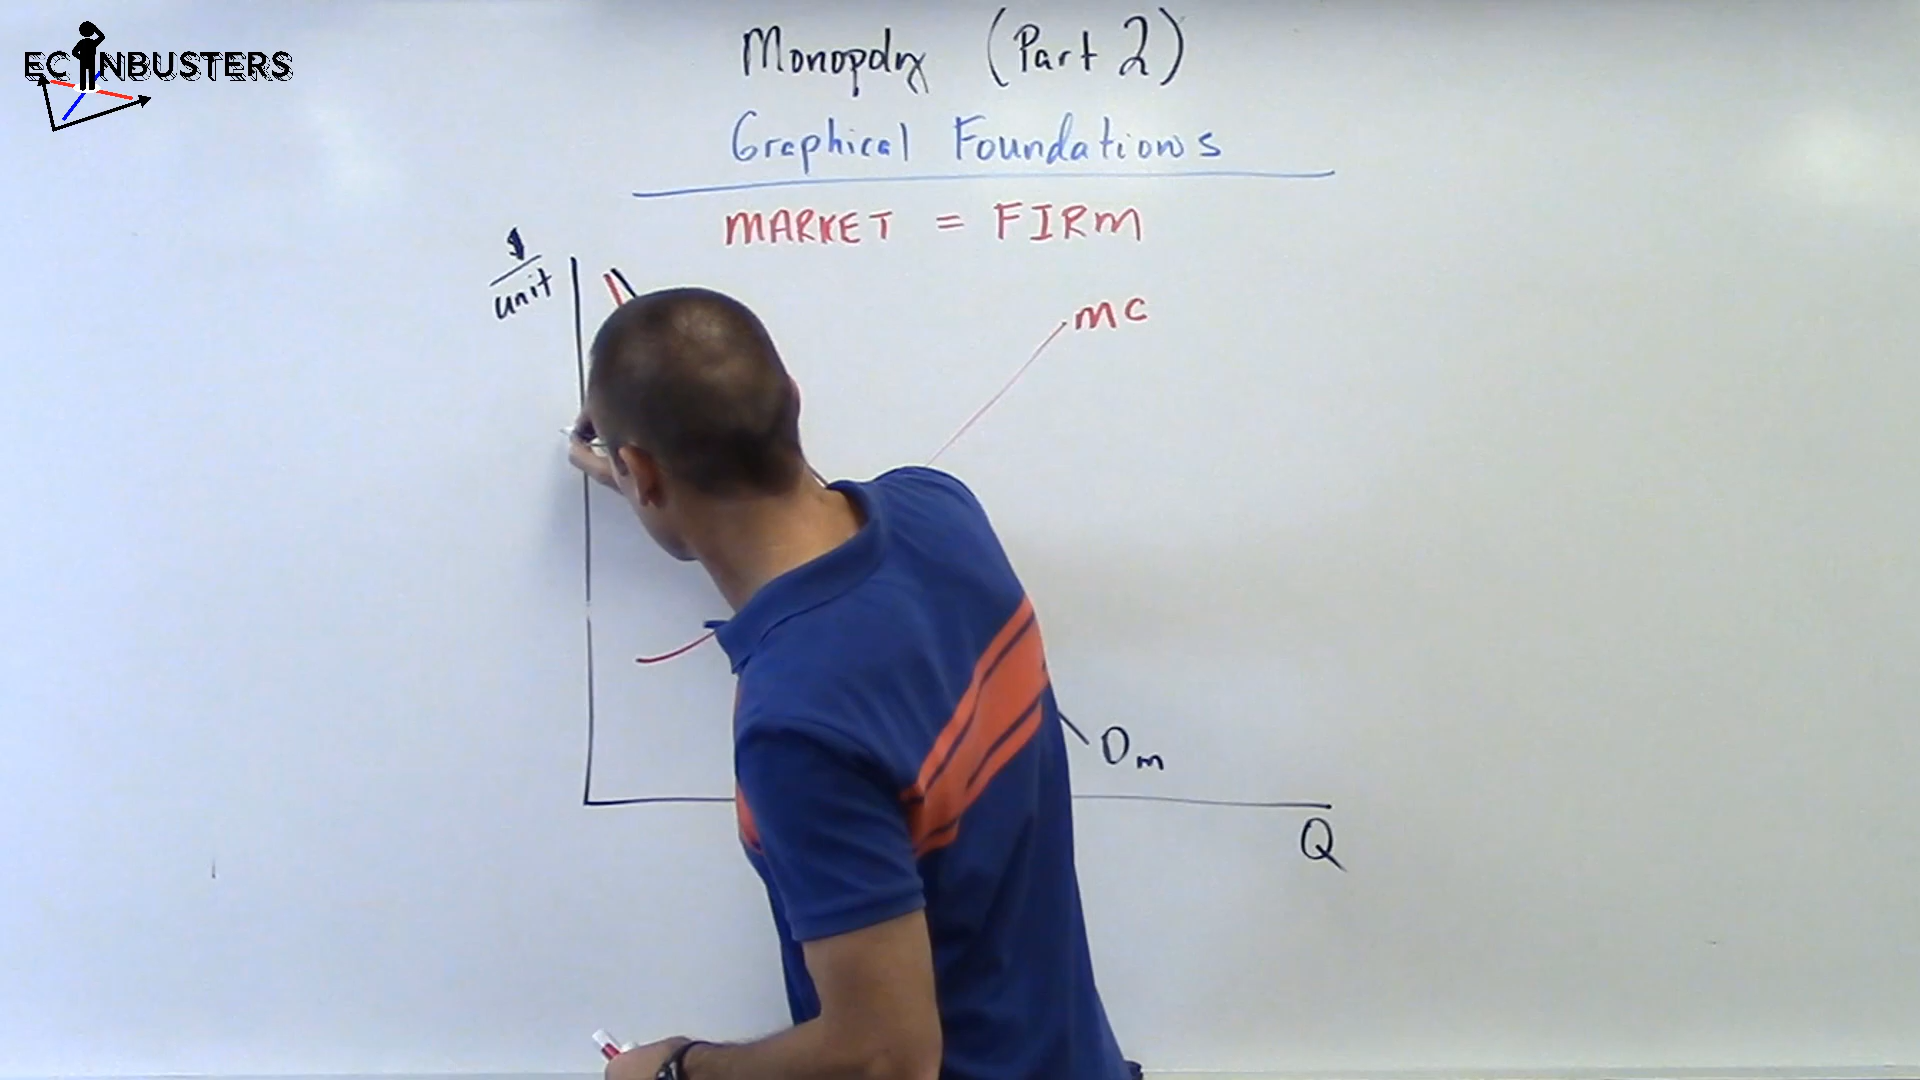 ECONBUSTERS
Monopoly (Part 2)
Graphical Foundations
MARKET = FIRM
$
unit
MC
Dm
Q